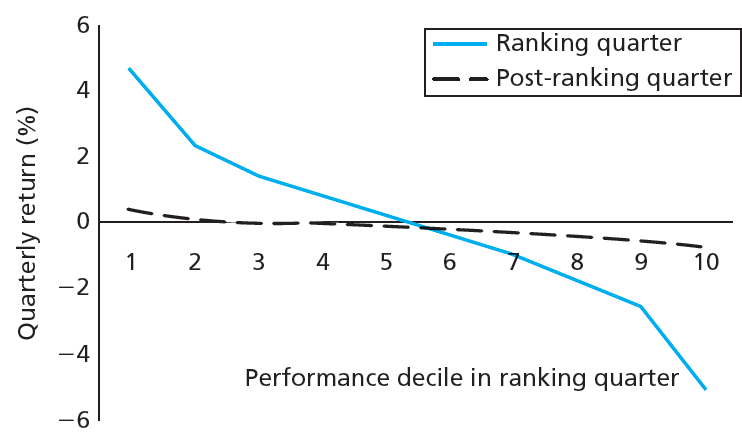 6
Ranking quarter
Post-ranking quarter
4
2
0
−2
−4
−6
Quarterly return (%)
1 2 3 4 5 6 7 8 9 10
Performance decile in ranking quarter